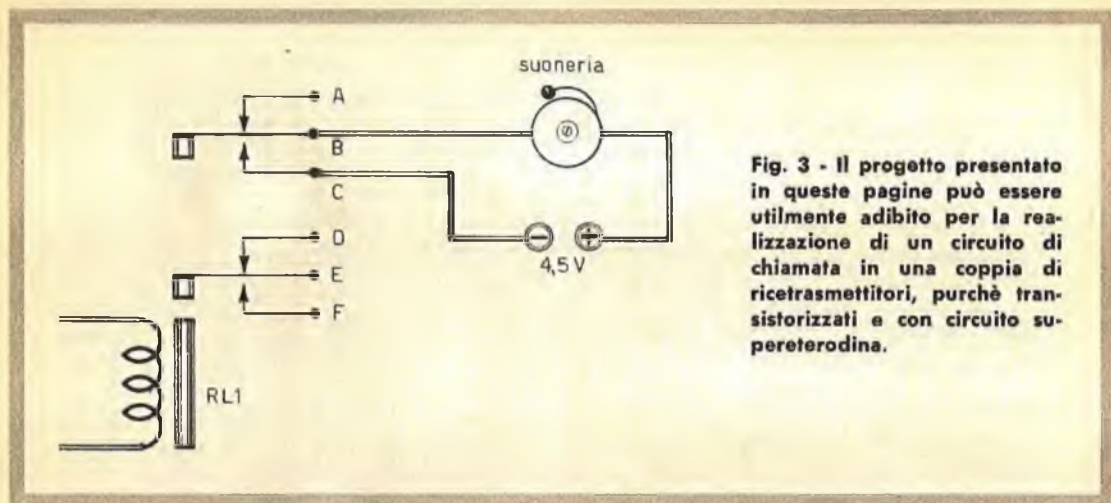 suoneria
A
B
C
D
E
F
RL1
4,5 V
Fig. 3 - Il progetto presentato
in queste pagine può essere
utilmente adibito per la rea-
lizzazione di un circuito di
chiamata in una coppia di
ricetrasmettitori, purchè tran-
sistorizzati e con circuito su-
pereterodina.